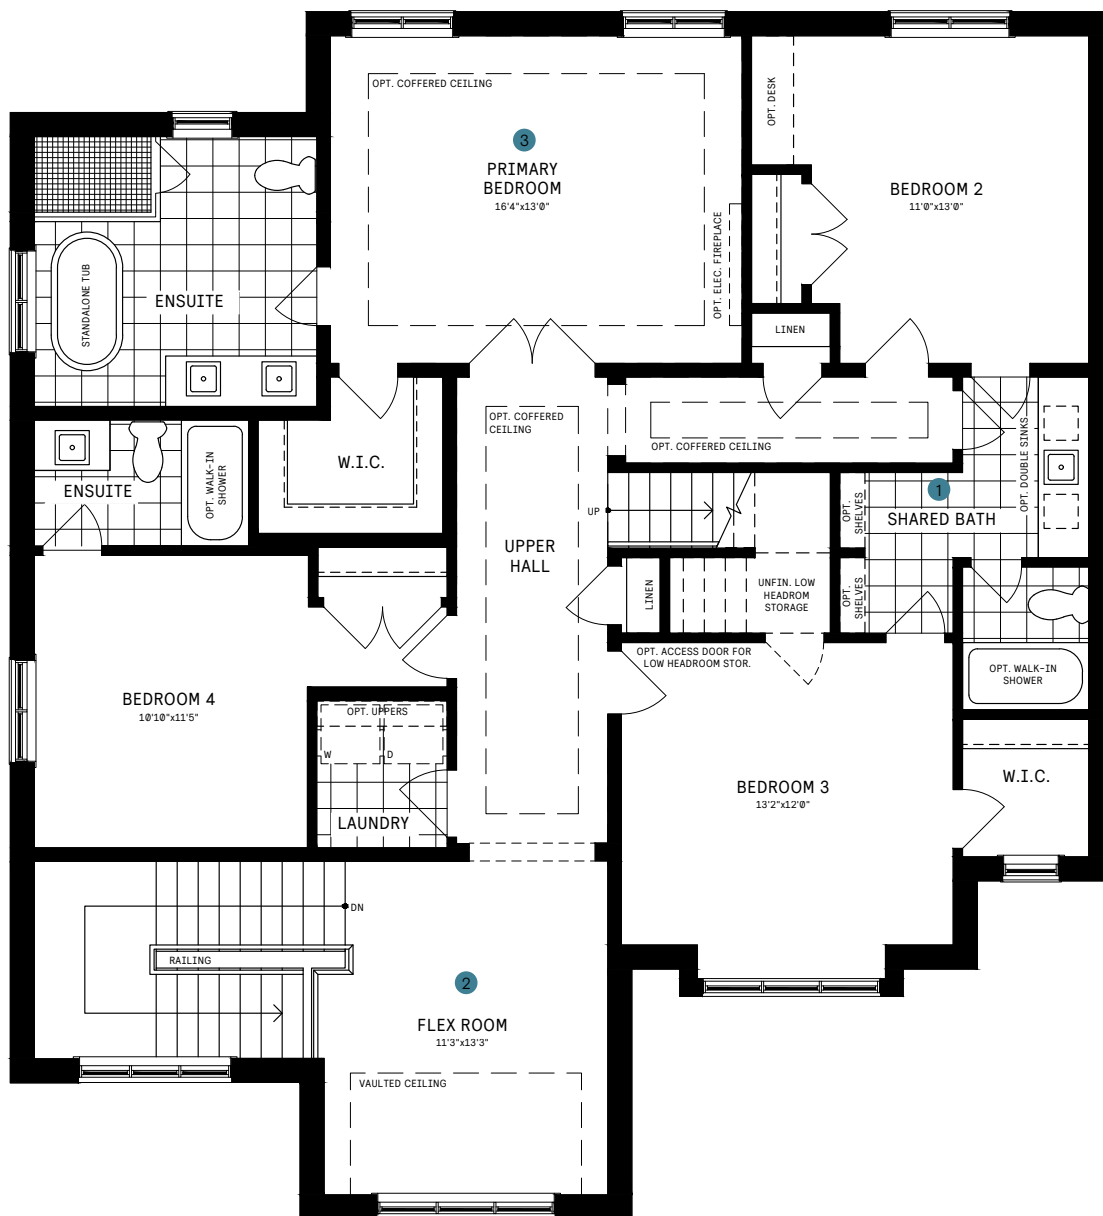 OPT. COFFERED CEILING
3
PRIMARY
BEDROOM
16'4"x13'0"
OPT. ELEC. FIREPLACE
OPT. DESK
BEDROOM 2
11'0"x13'0"
LINEN
STANDALONE TUB
ENSUITE
ENSUITE
OPT. WALK-IN
SHOWER
W.I.C.
OPT. COFFERED
CEILING
OPT. COFFERED CEILING
UP
UPPER
HALL
OPT. DOUBLE SINKS
1
SHARED BATH
OPT.
SHELVES
OPT.
SHELVES
LINEN
UNFIN. LOW
HEADROM
STORAGE
OPT. ACCESS DOOR FOR
LOW HEADROOM STOR.
OPT. WALK-IN
SHOWER
BEDROOM 4
10'10"x11'5"
OPT. UPPERS
W
D
LAUNDRY
BEDROOM 3
13'2"x12'0"
W.I.C.
DN
RAILING
2
FLEX ROOM
11'3"x13'3"
VAULTED CEILING